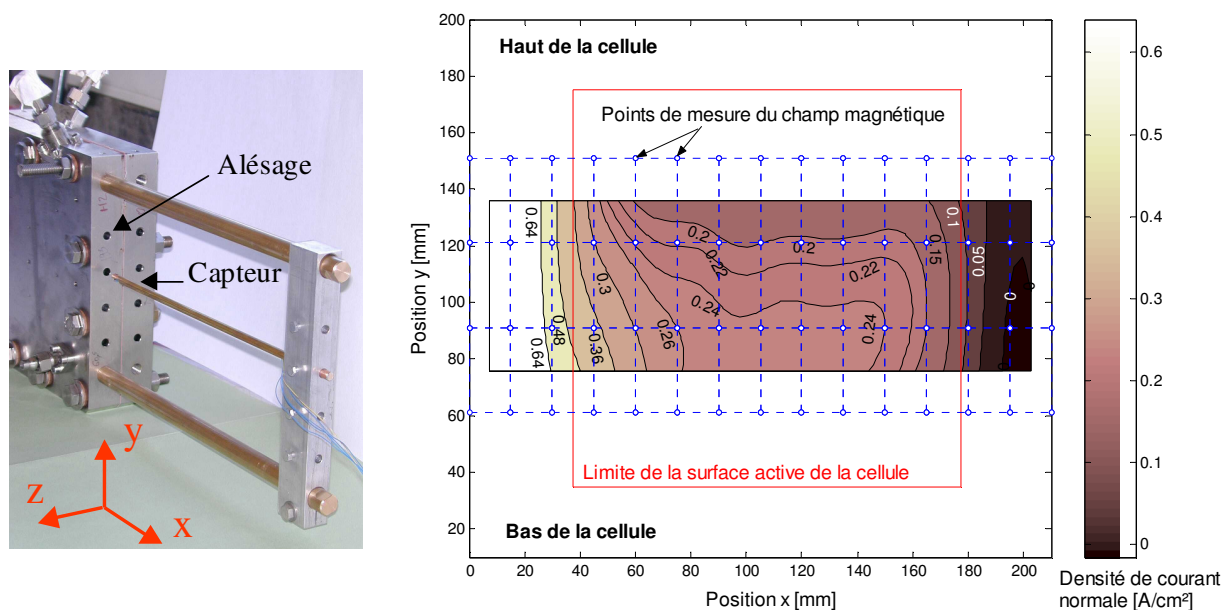 Alésage
Capteur
y
z
x
Haut de la cellule
Points de mesure du champ magnétique
Limite de la surface active de la cellule
Bas de la cellule
200
180
160
140
120
100
80
60
40
20
Position y [mm]
0 20 40 60 80 100 120 140 160 180 200
Position x [mm]
0.64
0.64
0.48
0.36
0.3
0.26
0.24
0.22
0.2
0.2
0.22
0.24
0.15
0.1
0.05
0
0.6
0.5
0.4
0.3
0.2
0.1
0
Densité de courant
normale [A/cm²]